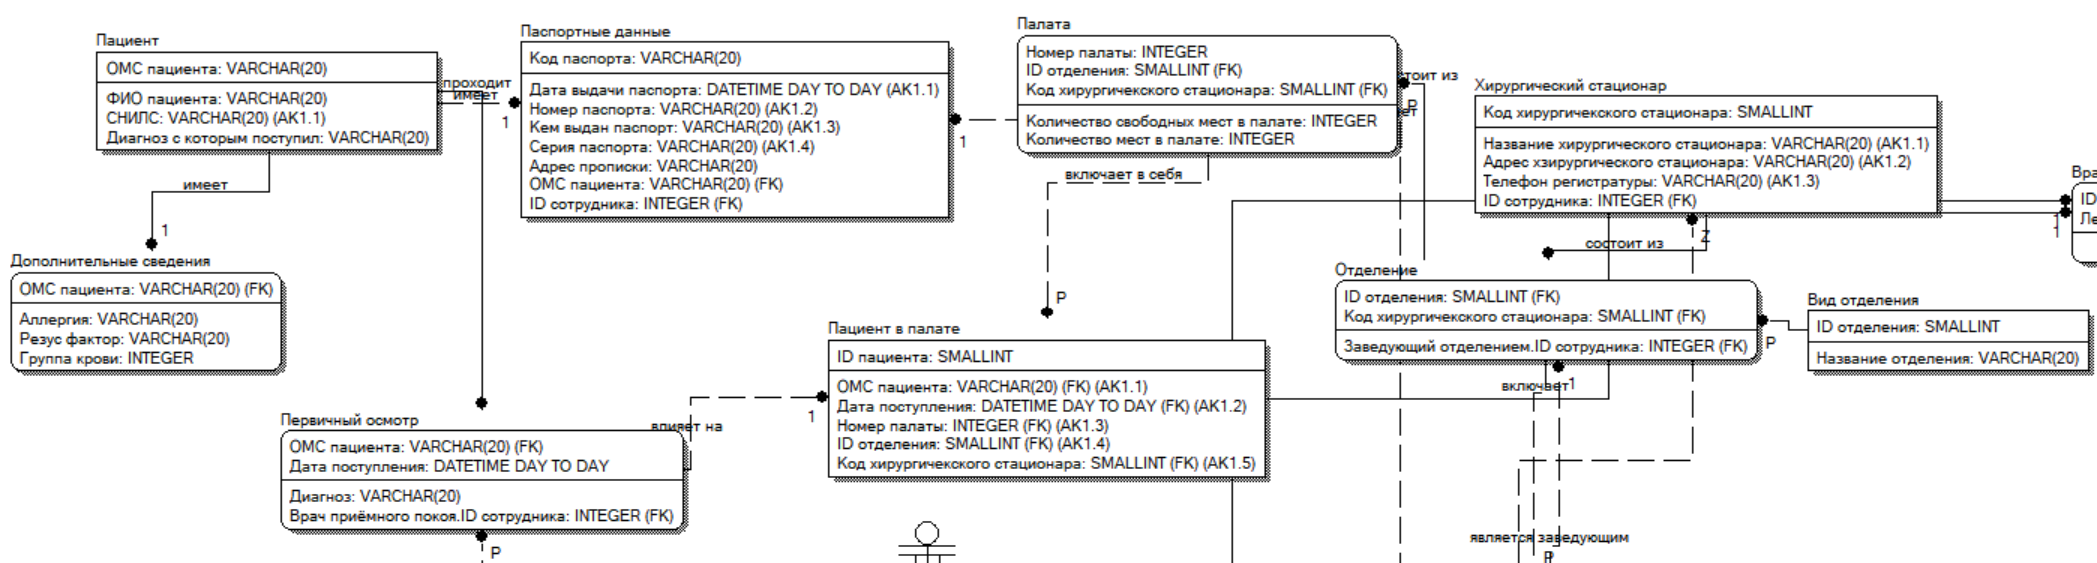 Пациент
ОМС пациента: VARCHAR(20)
ФИО пациента: VARCHAR(20)
СНИЛС: VARCHAR(20) (AK1.1)
Диагноз с которым поступил: VARCHAR(20)
проходит
имеет
1
имеет
1
Паспортные данные
Код паспорта: VARCHAR(20)
Дата выдачи паспорта: DATETIME DAY TO DAY (AK1.1)
Номер паспорта: VARCHAR(20) (AK1.2)
Кем выдан паспорт: VARCHAR(20) (AK1.3)
Серия паспорта: VARCHAR(20) (AK1.4)
Адрес прописки: VARCHAR(20)
ОМС пациента: VARCHAR(20) (FK)
ID сотрудника: INTEGER (FK)
1
Палата
Номер палаты: INTEGER
ID отделения: SMALLINT (FK)
Код хирургичекского стационара: SMALLINT (FK)
Количество свободных мест в палате: INTEGER
Количество мест в палате: INTEGER
тоит из
P
ет
включает в себя
P
Хирургический стационар
Код хирургичекского стационара: SMALLINT
Название хирургического стационара: VARCHAR(20) (AK1.1)
Адрес хзирургического стационара: VARCHAR(20) (AK1.2)
Телефон регистратуры: VARCHAR(20) (AK1.3)
ID сотрудника: INTEGER (FK)
Z
состоит из
1
1
Вра
ID
Ле
Дополнительные сведения
ОМС пациента: VARCHAR(20) (FK)
Аллергия: VARCHAR(20)
Резус фактор: VARCHAR(20)
Группа крови: INTEGER
Отделение
ID отделения: SMALLINT (FK)
Код хирургичекского стационара: SMALLINT (FK)
Заведующий отделением.ID сотрудника: INTEGER (FK)
P
Вид отделения
ID отделения: SMALLINT
Название отделения: VARCHAR(20)
включает
1
Пациент в палате
ID пациента: SMALLINT
ОМС пациента: VARCHAR(20) (FK) (AK1.1)
Дата поступления: DATETIME DAY TO DAY (FK) (AK1.2)
Номер палаты: INTEGER (FK) (AK1.3)
ID отделения: SMALLINT (FK) (AK1.4)
Код хирургичекского стационара: SMALLINT (FK) (AK1.5)
1
влияет на
Первичный осмотр
ОМС пациента: VARCHAR(20) (FK)
Дата поступления: DATETIME DAY TO DAY
Диагноз: VARCHAR(20)
Врач приёмного покоя.ID сотрудника: INTEGER (FK)
P
является заведующим
P